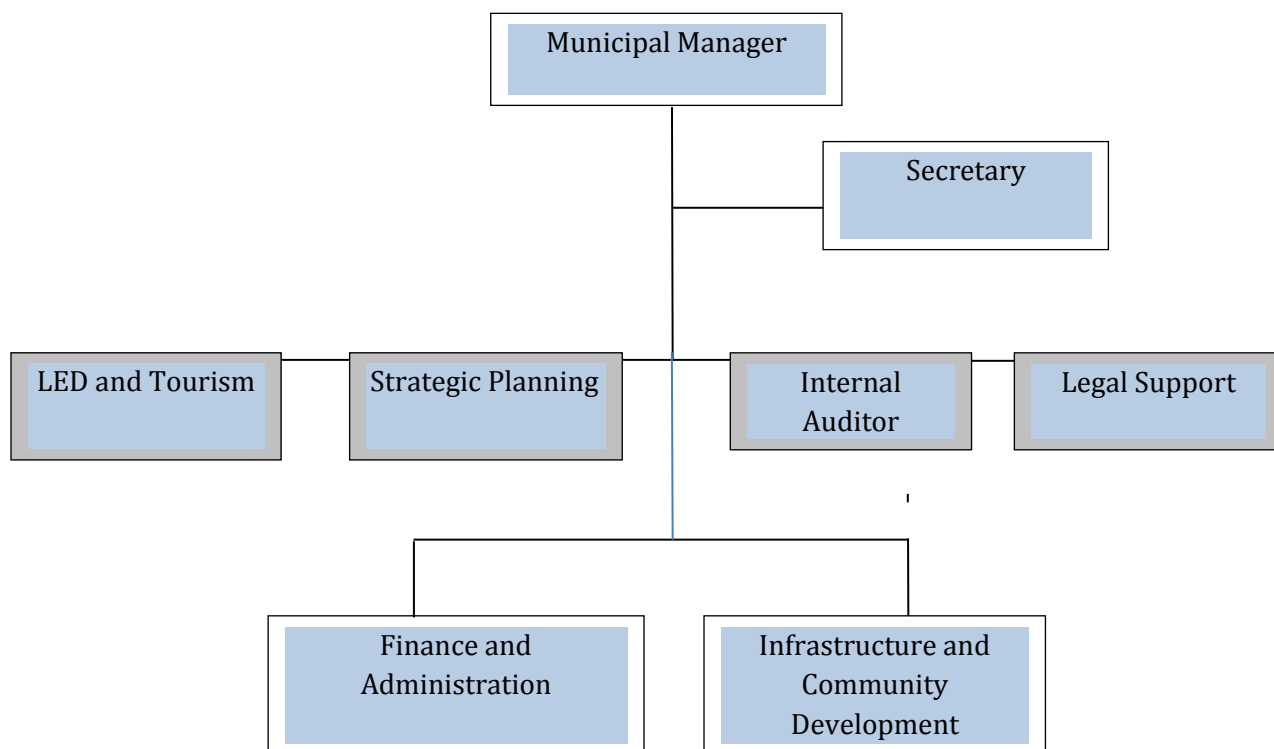 Municipal Manager
Secretary
LED and Tourism
Strategic Planning
Internal
Auditor
Legal Support
Finance and
Administration
Infrastructure and
Community
Development